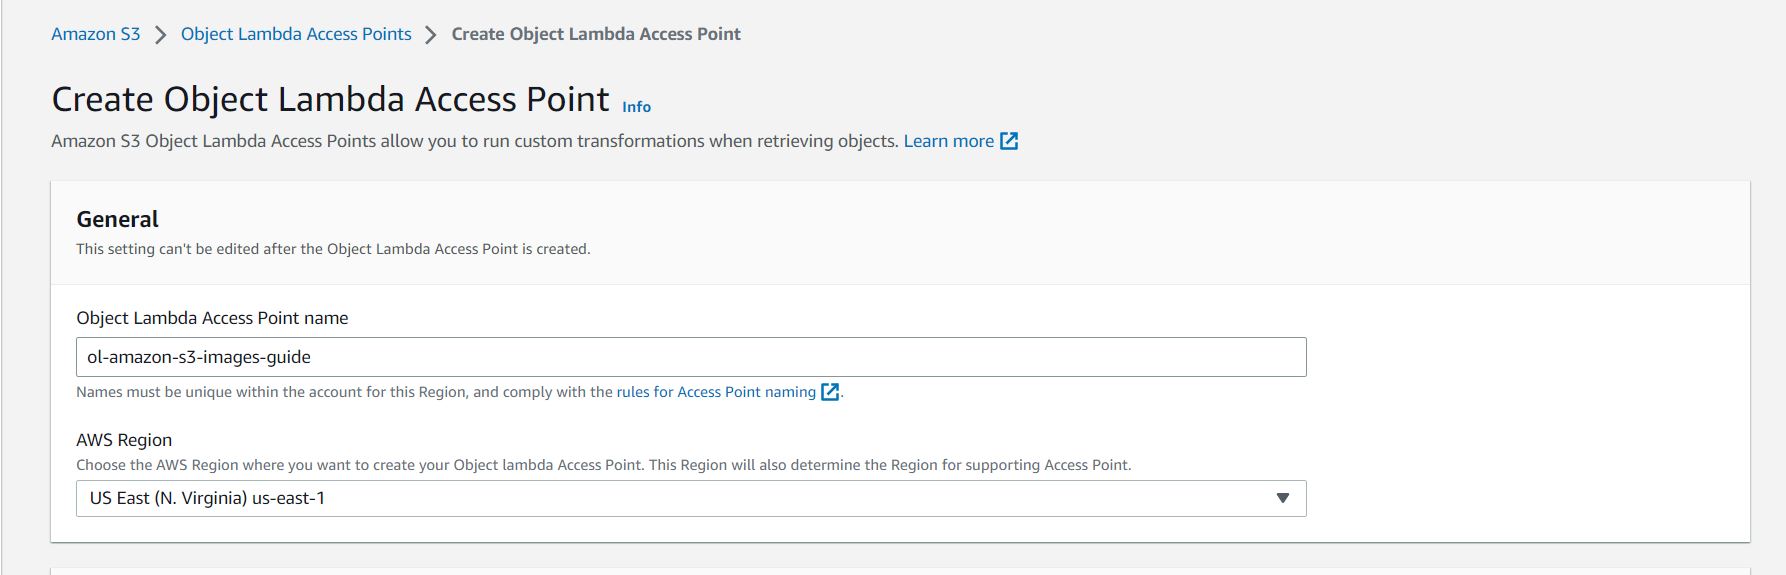 Amazon S3 > Object Lambda Access Points > Create Object Lambda Access Point
Create Object Lambda Access Point Info
Amazon S3 Object Lambda Access Points allow you to run custom transformations when retrieving objects. Learn more
General
This setting can't be edited after the Object Lambda Access Point is created.
Object Lambda Access Point name
ol-amazon-s3-images-guide
Names must be unique within the account for this Region, and comply with the rules for Access Point naming.
AWS Region
Choose the AWS Region where you want to create your Object lambda Access Point. This Region will also determine the Region for supporting Access Point.
US East (N. Virginia) us-east-1